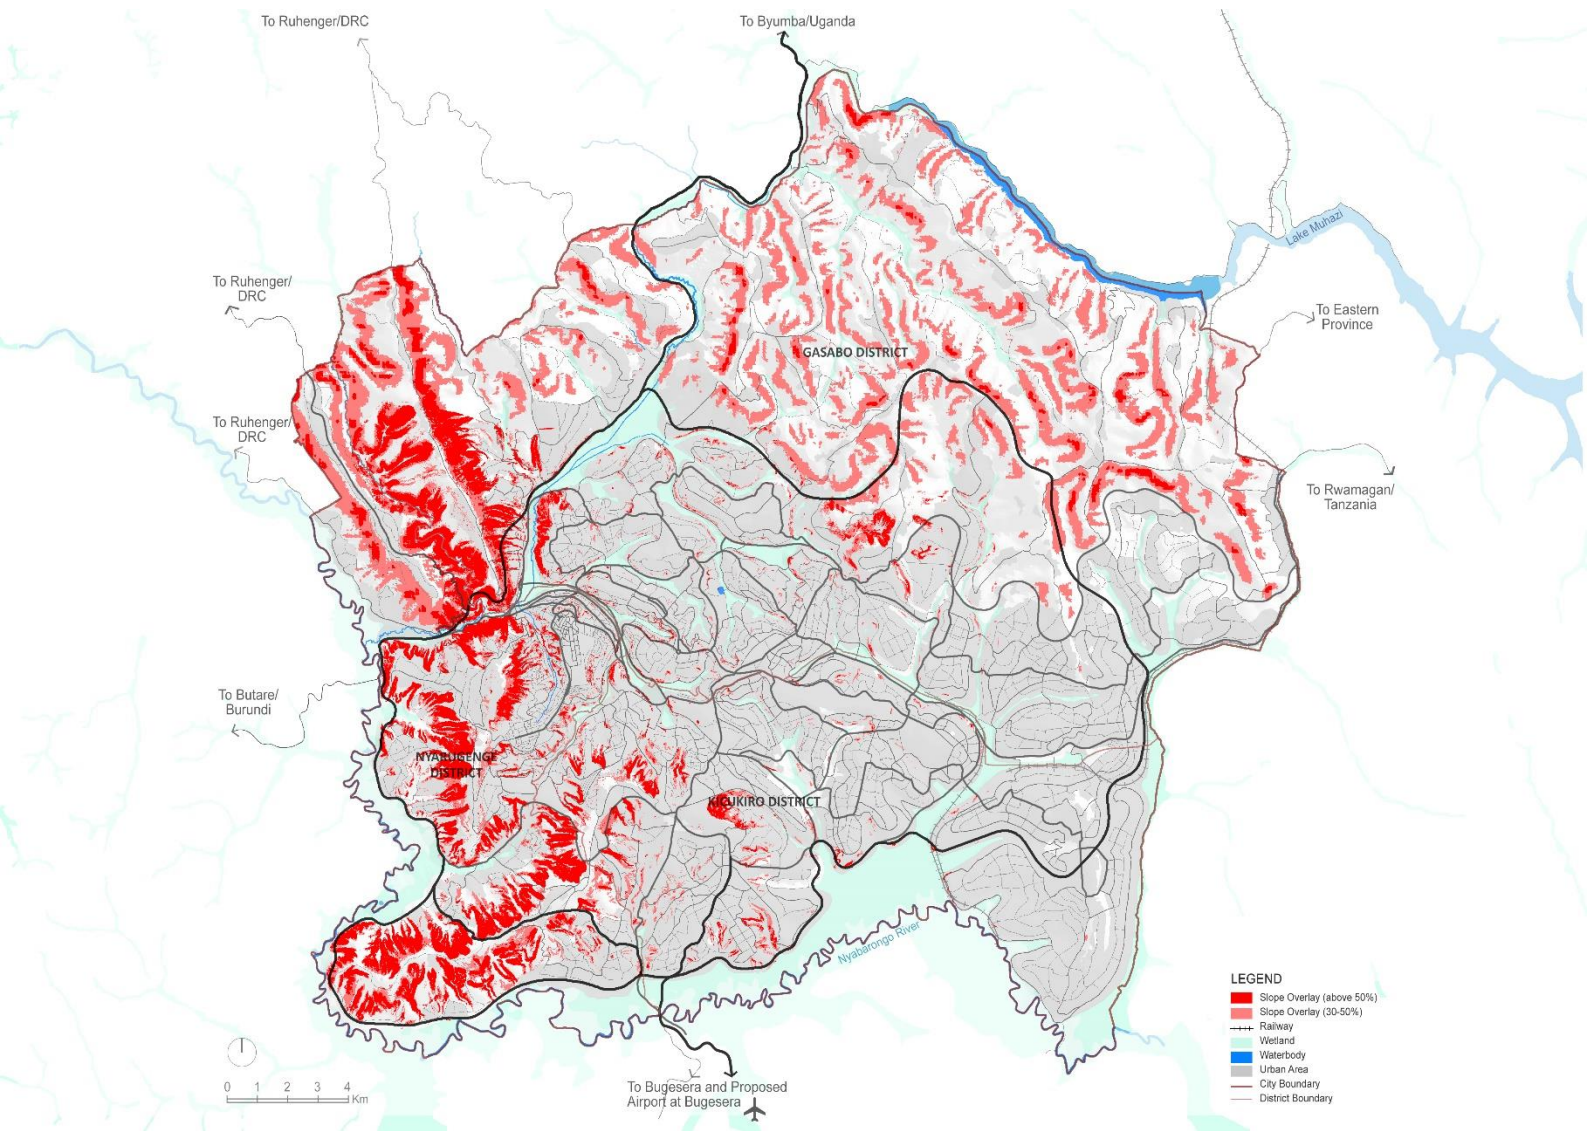 To Ruhenger/DRC
To Byumba/Uganda
Lake Muhazi
To Ruhenger/
DRC
To Eastern
Province
GASABO DISTRICT
To Ruhenger/
DRC
To Rwamagan/
Tanzania
To Butare/
Burundi
NYARUGENGE
DISTRICT
KICUKIRO DISTRICT
Nyabarongo River
LEGEND
Slope Overlay (above 50%)
Slope Overlay (30-50%)
Railway
Wetland
Waterbody
Urban Area
City Boundary
District Boundary
0 1 2 3 4
Km
To Bugesera and Proposed
Airport at Bugesera